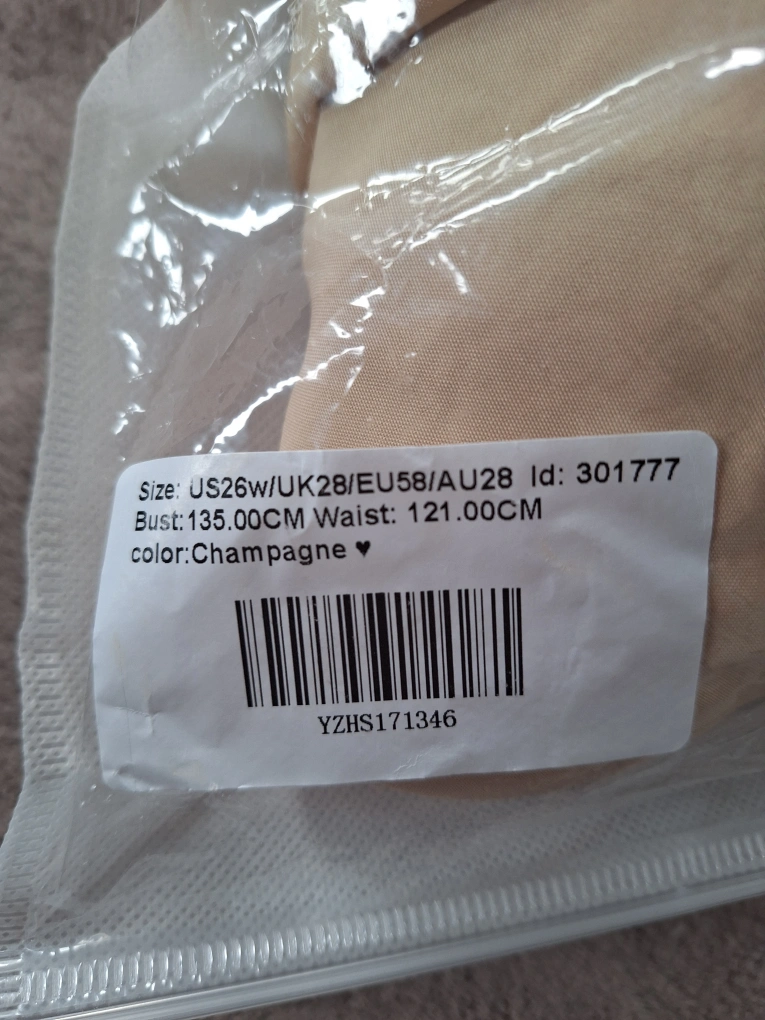 Size: US26w/UK28/EU58/AU28 Id: 301777
Bust:135.00CM Waist: 121.00CM
color:Champagne ♥
YZHS171346